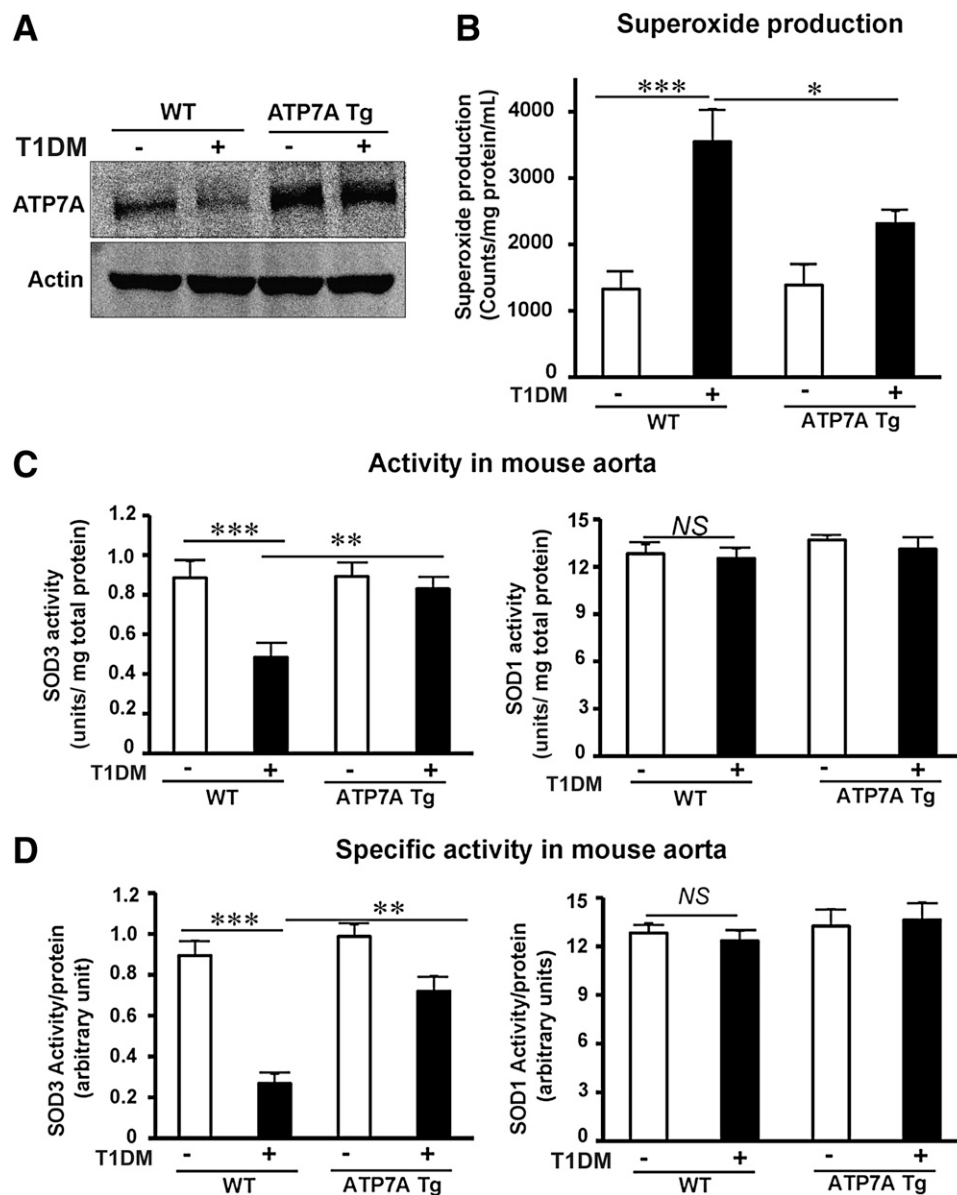 A
WT ATP7A Tg
T1DM - + - +
ATP7A
Actin
B
Superoxide production
Superoxide production
(Counts/mg protein/mL)
4000
3000
2000
1000
0
*** *
T1DM - + - +
WT ATP7A Tg
C
Activity in mouse aorta
SOD3 activity
(units/ mg total protein)
1.2
1.0
0.8
0.6
0.4
0.2
0
*** **
T1DM - + - +
WT ATP7A Tg
SOD1 activity
(units/ mg total protein)
15
12
9
6
3
0
NS
T1DM - + - +
WT ATP7A Tg
D
Specific activity in mouse aorta
SOD3 Activity/protein
(arbitrary unit)
1.2
1.0
0.8
0.6
0.4
0.2
0
*** **
T1DM - + - +
WT ATP7A Tg
SOD1 Activity/protein
(arbitrary units)
15
12
9
6
3
0
NS
T1DM - + - +
WT ATP7A Tg